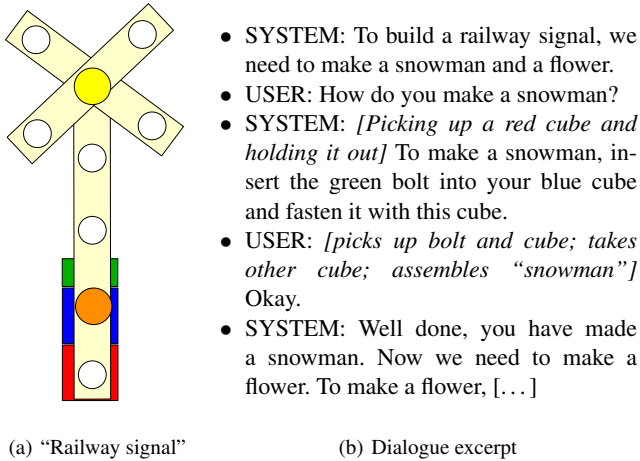 • SYSTEM: To build a railway signal, we
need to make a snowman and a flower.
• USER: How do you make a snowman?
• SYSTEM: [Picking up a red cube and
holding it out] To make a snowman, in-
sert the green bolt into your blue cube
and fasten it with this cube.
• USER: [picks up bolt and cube; takes
other cube; assembles “snowman”]
Okay.
• SYSTEM: Well done, you have made
a snowman. Now we need to make a
flower. To make a flower, [. . . ]
(a) “Railway signal”
(b) Dialogue excerpt